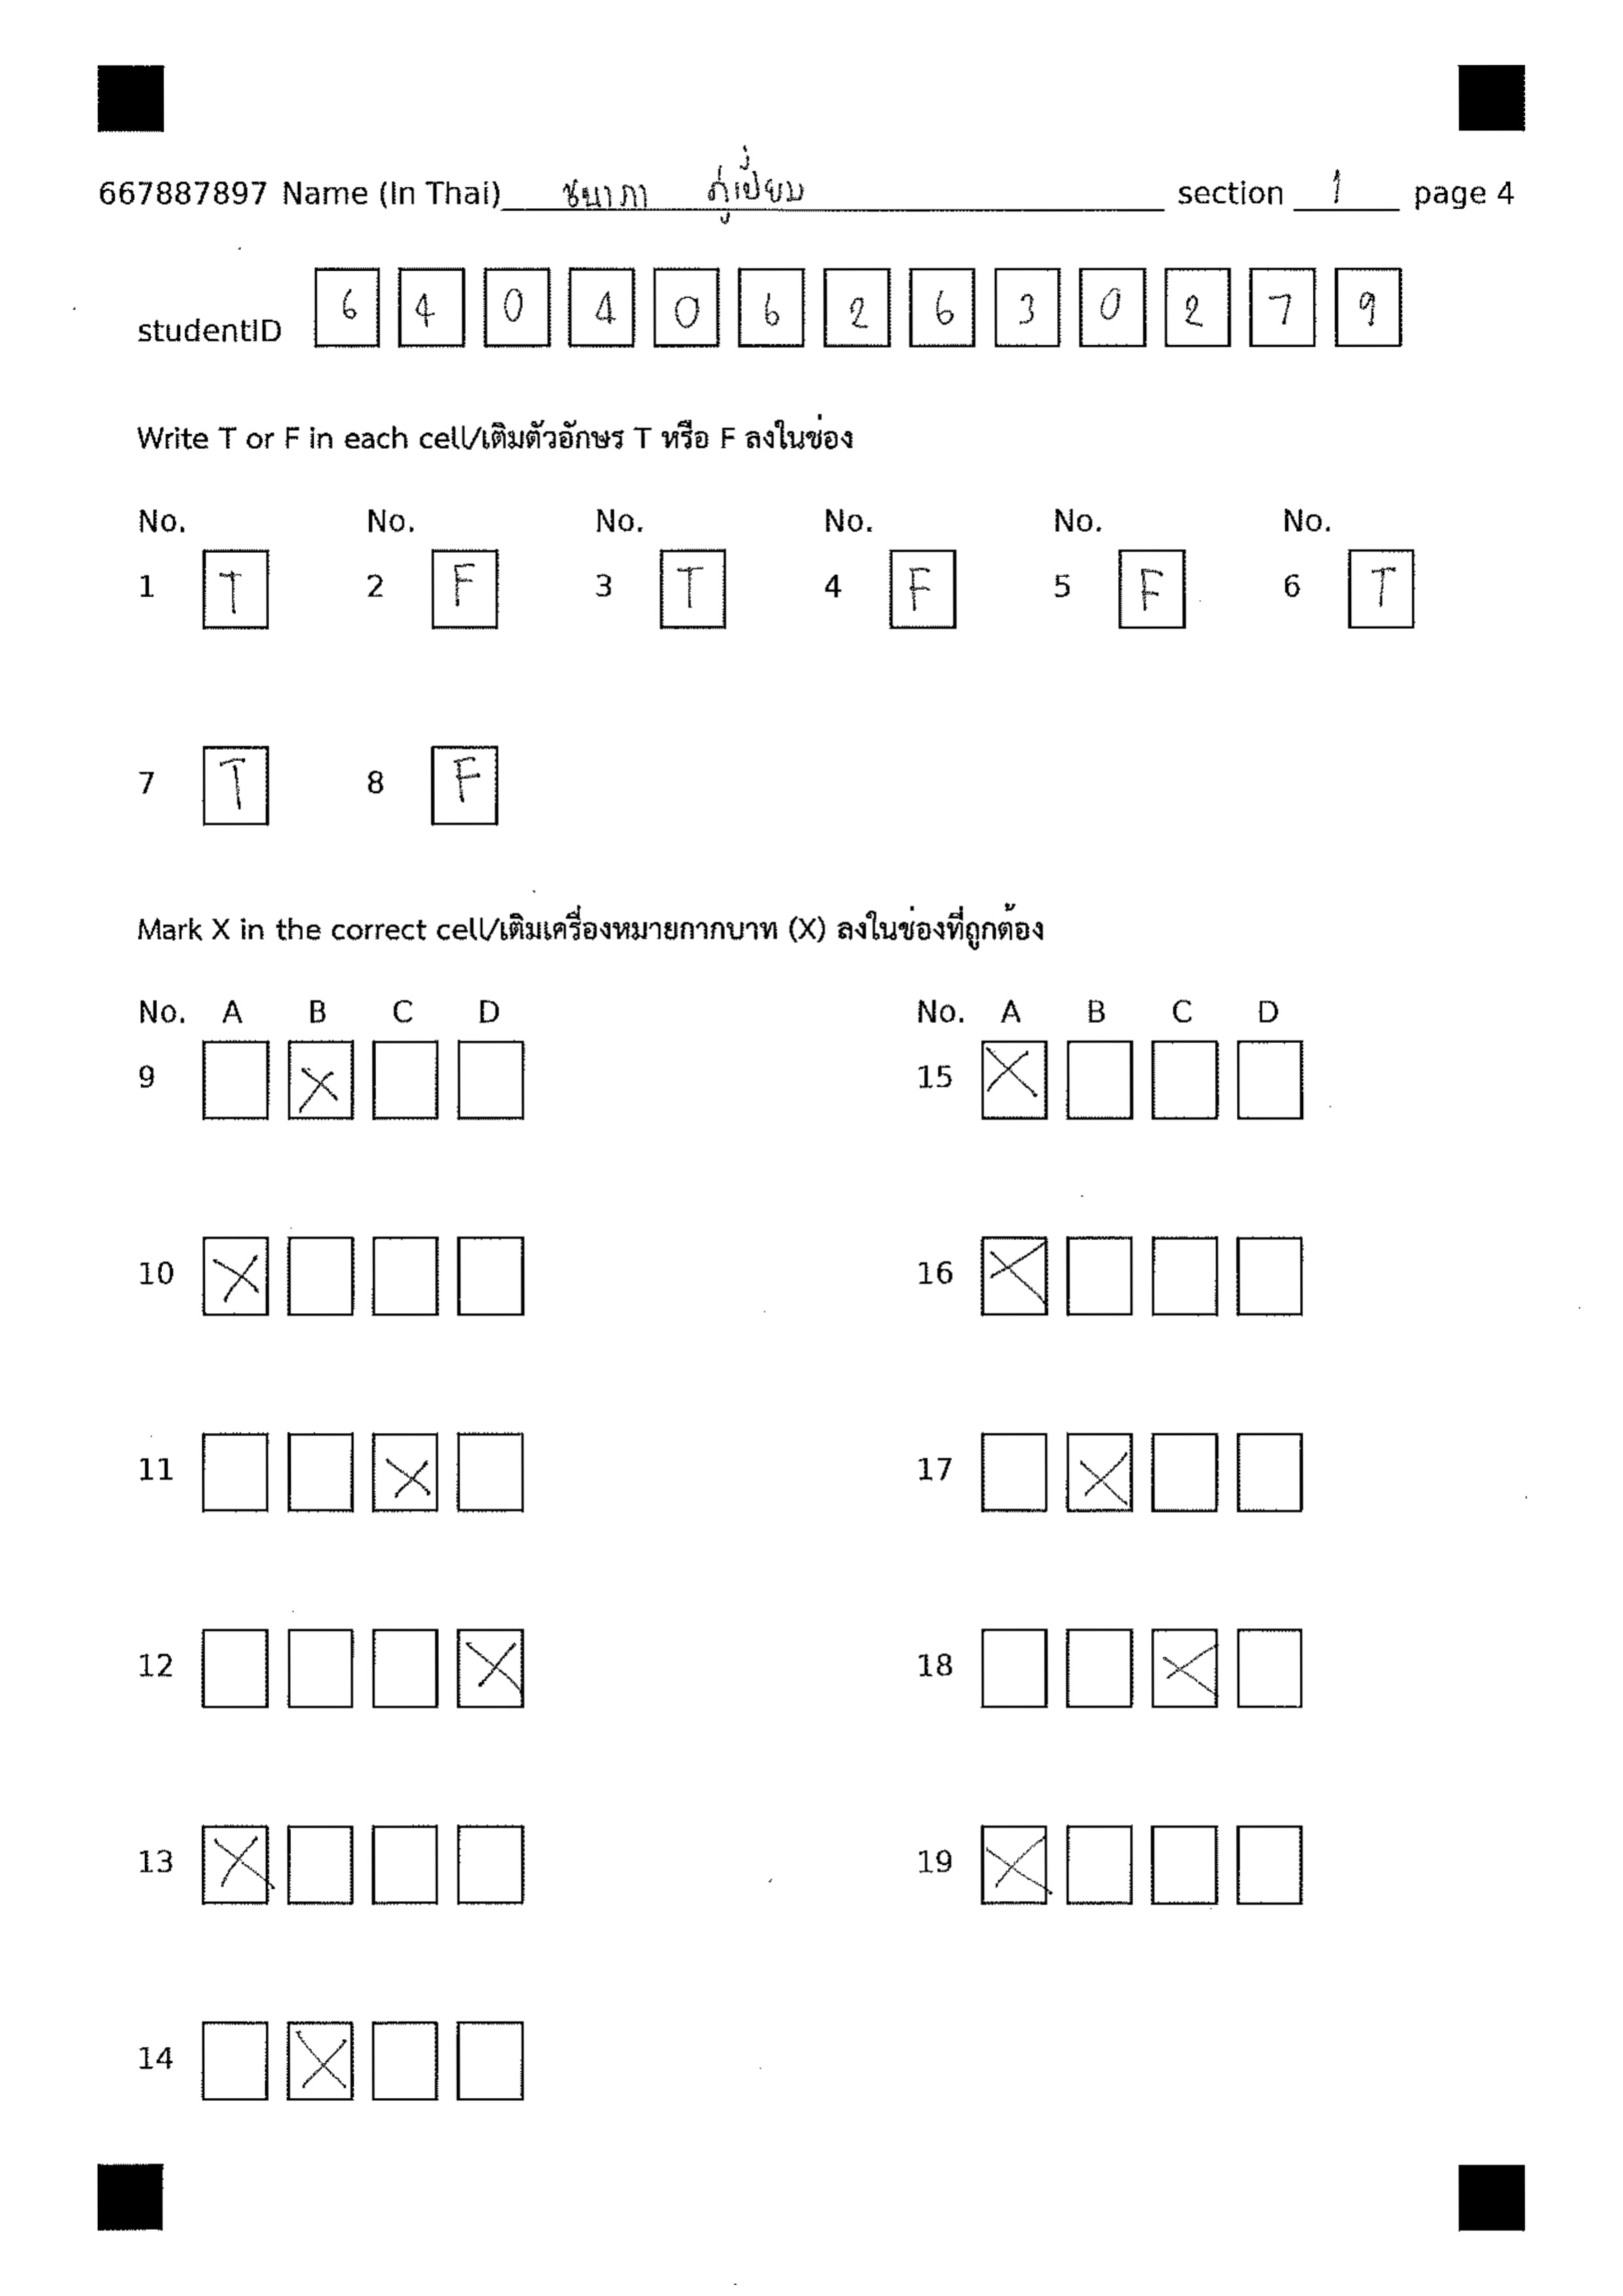 667887897 Name (In Thai) ชนาภา ภู่เปี่ยม section 1 page 4
studentID 6 4 0 4 0 6 2 6 3 0 2 7 9
Write T or F in each cell/เติมตัวอักษร T หรือ F ลงในช่อง
No. No. No. No. No. No.
1 T 2 F 3 T 4 F 5 F 6 T
7 T 8 F
Mark X in the correct cell/เติมเครื่องหมายกากบาท (X) ลงในช่องที่ถูกต้อง
No. A B C D No. A B C D
9 X 15 X
10 X 16 X
11 X 17 X
12 X 18 X
13 X 19 X
14 X